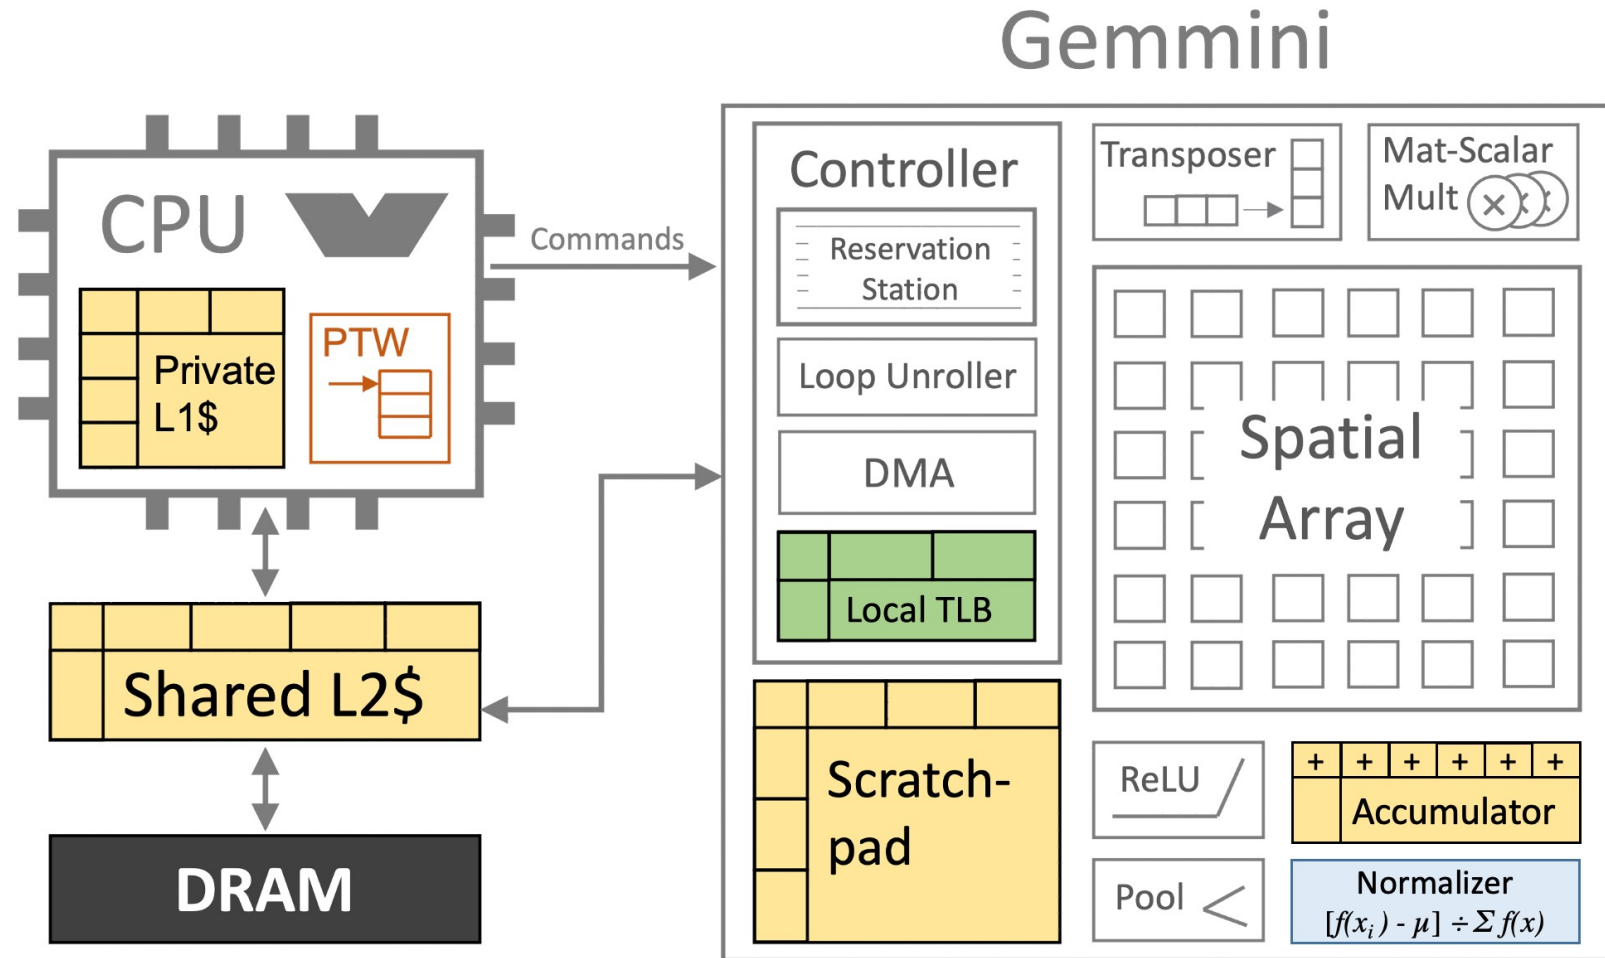 Gemmini
CPU
Private
L1$
PTW
Commands
Shared L2$
DRAM
Controller
Reservation
Station
Loop Unroller
DMA
Local TLB
Scratch-
pad
Transposer
Mat-Scalar
Mult
Spatial
Array
ReLU
+ + + + + +
Accumulator
Pool
Normalizer
[f(xᵢ) - μ] ÷ Σ f(x)